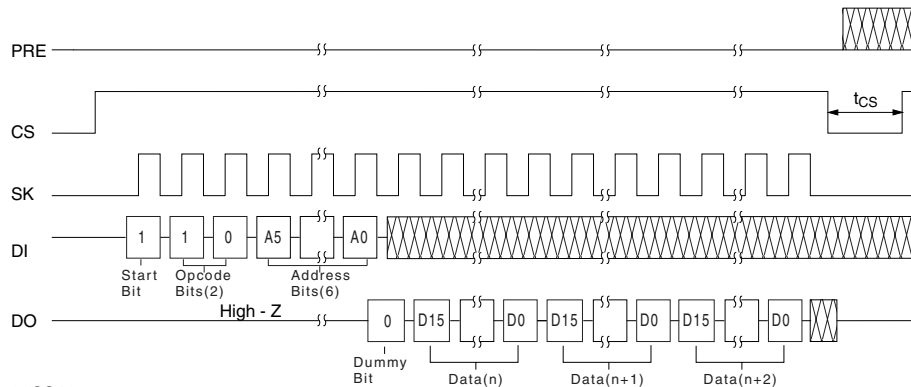 PRE
CS
tCS
SK
DI
1 1 0 A5 A0
Start Bit
Opcode Bits(2)
Address Bits(6)
High - Z
DO
0 D15 D0 D15 D0 D15 D0
Dummy Bit
Data(n)
Data(n+1)
Data(n+2)